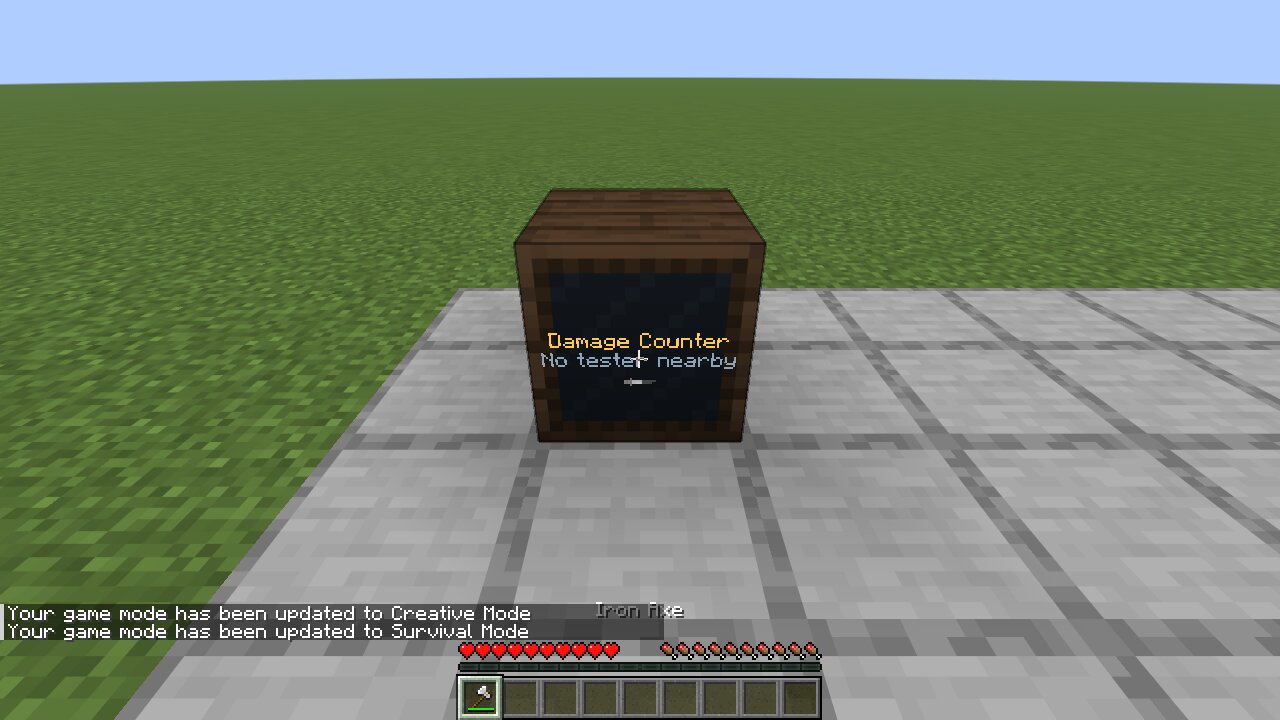 Damage Counter
No tester nearby
Iron Axe
Your game mode has been updated to Creative Mode
Your game mode has been updated to Survival Mode